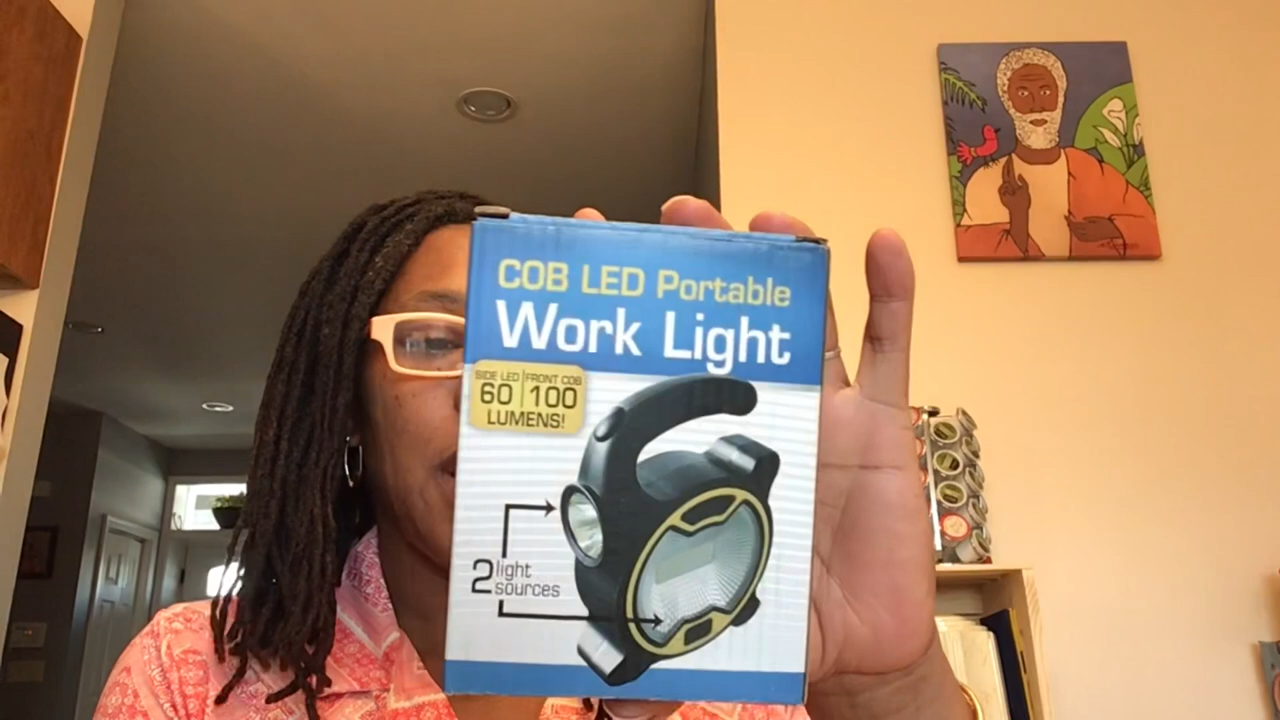 COB LED Portable
Work Light
SIDE LED FRONT COB
60 100
LUMENS!
2 light
sources